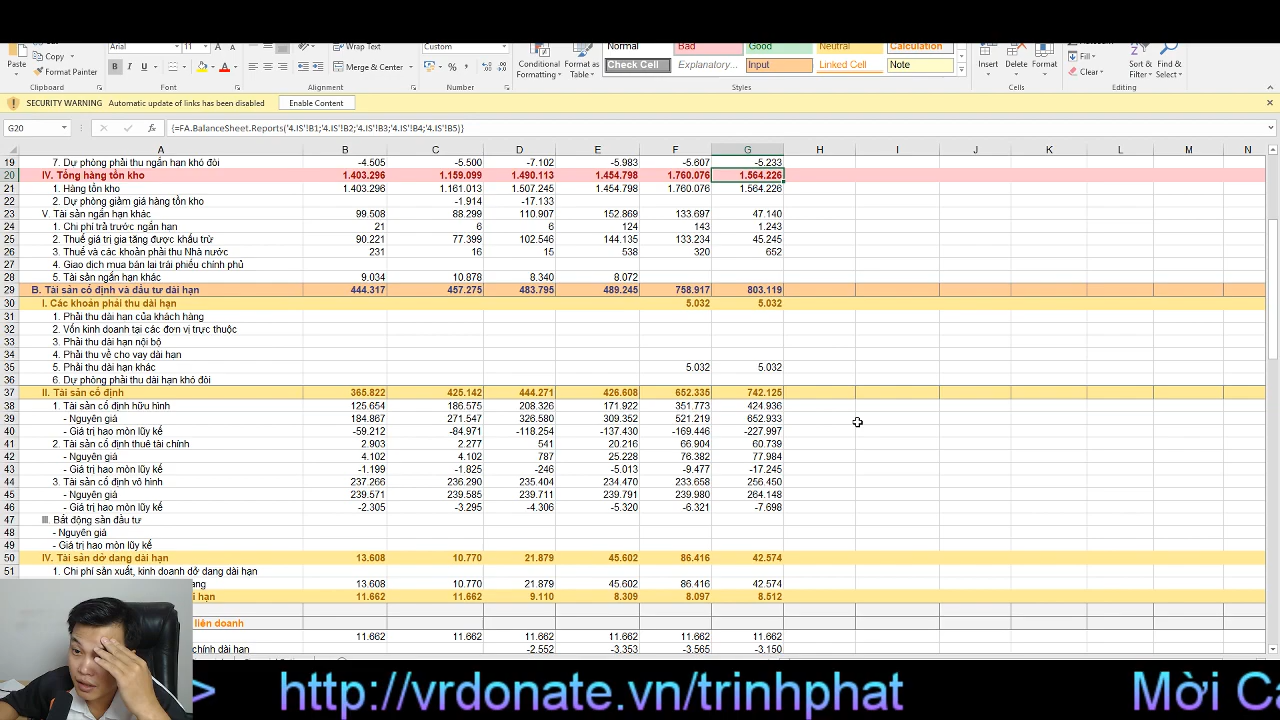 Arial 11 A A Wrap Text Custom Normal Bad Good Neutral Calculation
Copy
Paste Format Painter B I U A Merge & Center % , Conditional Formatting Format as Table Check Cell Explanatory... Input Linked Cell Note Insert Delete Format Fill Clear Sort & Filter Find & Select
Font Alignment Number Styles Cells Editing
SECURITY WARNING Automatic update of links has been disabled Enable Content
G20 fx {=FA.BalanceSheet.Reports('4.IS'!B1;'4.IS'!B2;'4.IS'!B3;'4.IS'!B4;'4.IS'!B5)}
A B C D E F G H I J K L M N
19 7. Dự phòng phải thu ngắn hạn khó đòi -4.505 -5.500 -7.102 -5.983 -5.607 -5.233
20 IV. Tổng hàng tồn kho 1.403.296 1.159.099 1.490.113 1.454.798 1.760.076 1.564.226
21 1. Hàng tồn kho 1.403.296 1.161.013 1.507.245 1.454.798 1.760.076 1.564.226
22 2. Dự phòng giảm giá hàng tồn kho -1.914 -17.133
23 V. Tài sản ngắn hạn khác 99.508 88.299 110.907 152.869 133.697 47.140
24 1. Chi phí trả trước ngắn hạn 21 6 6 124 143 1.243
25 2. Thuế giá trị gia tăng được khấu trừ 90.221 77.399 102.546 144.135 133.234 45.245
26 3. Thuế và các khoản phải thu Nhà nước 231 16 15 538 320 652
27 4. Giao dịch mua bán lại trái phiếu chính phủ
28 5. Tài sản ngắn hạn khác 9.034 10.878 8.340 8.072
29 B. Tài sản cố định và đầu tư dài hạn 444.317 457.275 483.795 489.245 758.917 803.119
30 I. Các khoản phải thu dài hạn 5.032 5.032
31 1. Phải thu dài hạn của khách hàng
32 2. Vốn kinh doanh tại các đơn vị trực thuộc
33 3. Phải thu dài hạn nội bộ
34 4. Phải thu về cho vay dài hạn
35 5. Phải thu dài hạn khác 5.032 5.032
36 6. Dự phòng phải thu dài hạn khó đòi
37 II. Tài sản cố định 365.822 425.142 444.271 426.608 652.335 742.125
38 1. Tài sản cố định hữu hình 125.654 186.575 208.326 171.922 351.773 424.936
39 - Nguyên giá 184.867 271.547 326.580 309.352 521.219 652.933
40 - Giá trị hao mòn lũy kế -59.212 -84.971 -118.254 -137.430 -169.446 -227.997
41 2. Tài sản cố định thuê tài chính 2.903 2.277 541 20.216 66.904 60.739
42 - Nguyên giá 4.102 4.102 787 25.228 76.382 77.984
43 - Giá trị hao mòn lũy kế -1.199 -1.825 -246 -5.013 -9.477 -17.245
44 3. Tài sản cố định vô hình 237.266 236.290 235.404 234.470 233.658 256.450
45 - Nguyên giá 239.571 239.585 239.711 239.791 239.980 264.148
46 - Giá trị hao mòn lũy kế -2.305 -3.295 -4.306 -5.320 -6.321 -7.698
47 III. Bất động sản đầu tư
48 - Nguyên giá
49 - Giá trị hao mòn lũy kế
50 IV. Tài sản dở dang dài hạn 13.608 10.770 21.879 45.602 86.416 42.574
51 1. Chi phí sản xuất, kinh doanh dở dang dài hạn
ang 13.608 10.770 21.879 45.602 86.416 42.574
i hạn 11.662 11.662 9.110 8.309 8.097 8.512
liên doanh
11.662 11.662 11.662 11.662 11.662 11.662
chính dài hạn -2.552 -3.353 -3.565 -3.150
> http://vrdonate.vn/trinhphat Mời Cá